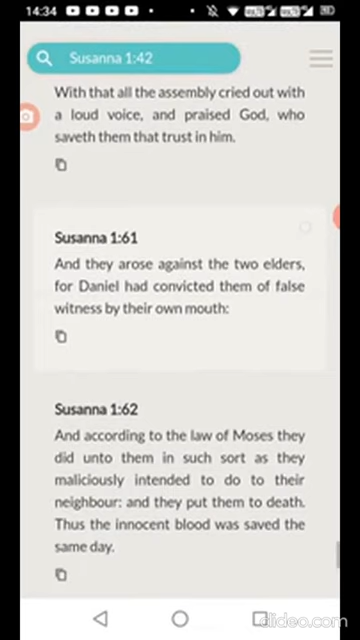 14:34
Susanna 1:42
With that all the assembly cried out with
a loud voice, and praised God, who
saveth them that trust in him.
Susanna 1:61
And they arose against the two elders,
for Daniel had convicted them of false
witness by their own mouth:
Susanna 1:62
And according to the law of Moses they
did unto them in such sort as they
maliciously intended to do to their
neighbour: and they put them to death.
Thus the innocent blood was saved the
same day.
clideo.com